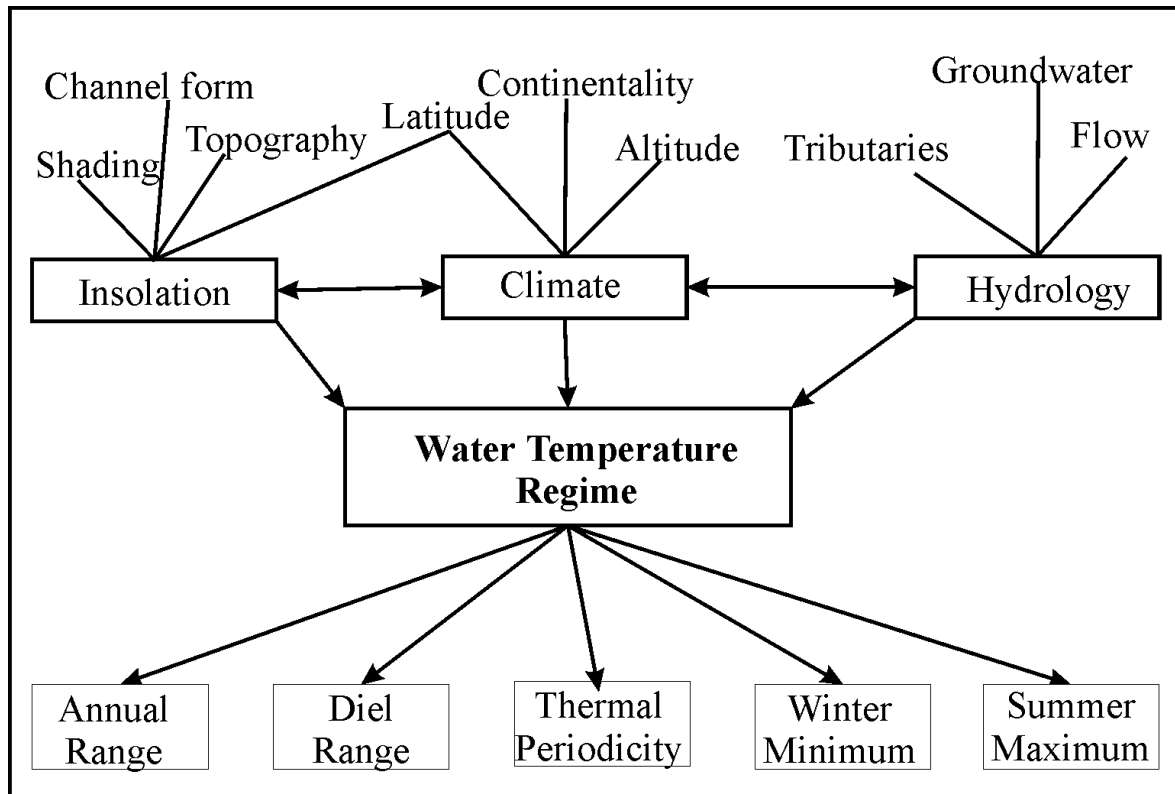 Channel form
Continentality
Groundwater
Latitude
Topography
Shading
Altitude
Tributaries
Flow
Insolation
Climate
Hydrology
Water Temperature
Regime
Annual
Range
Diel
Range
Thermal
Periodicity
Winter
Minimum
Summer
Maximum